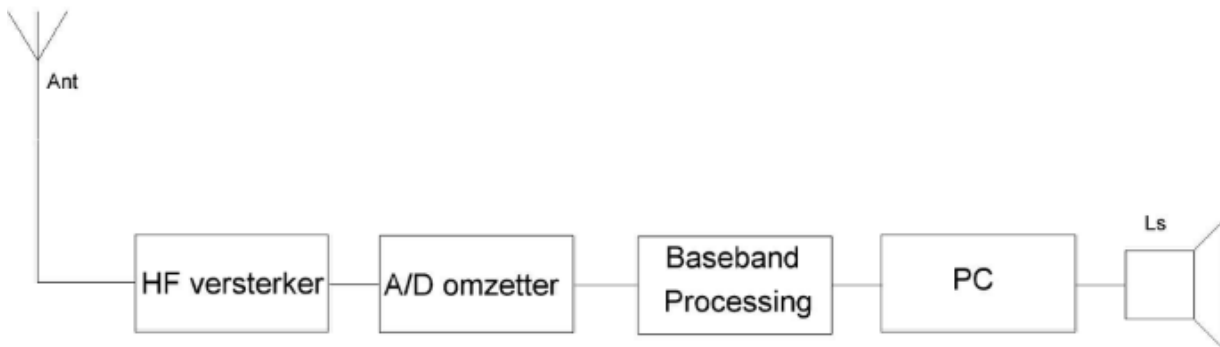 Ant
Ls
HF versterker
A/D omzetter
Baseband
Processing
PC